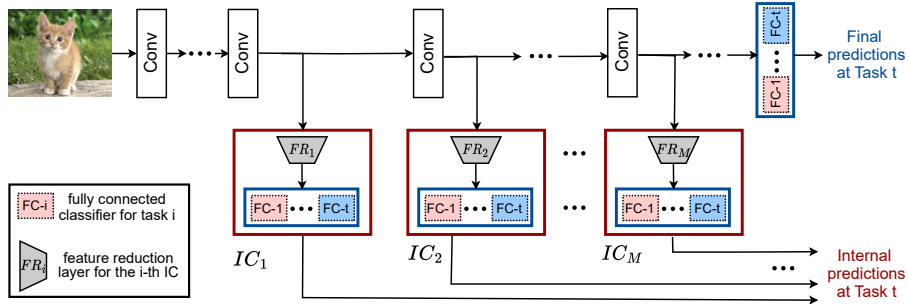 Conv
Conv
Conv
Conv
FC-t
FC-1
Final
predictions
at Task t
FR1
FR2
FRM
FC-1
FC-t
FC-1
FC-t
FC-1
FC-t
IC1
IC2
ICM
FC-i
fully connected
classifier for task i
FRi
feature reduction
layer for the i-th IC
Internal
predictions
at Task t